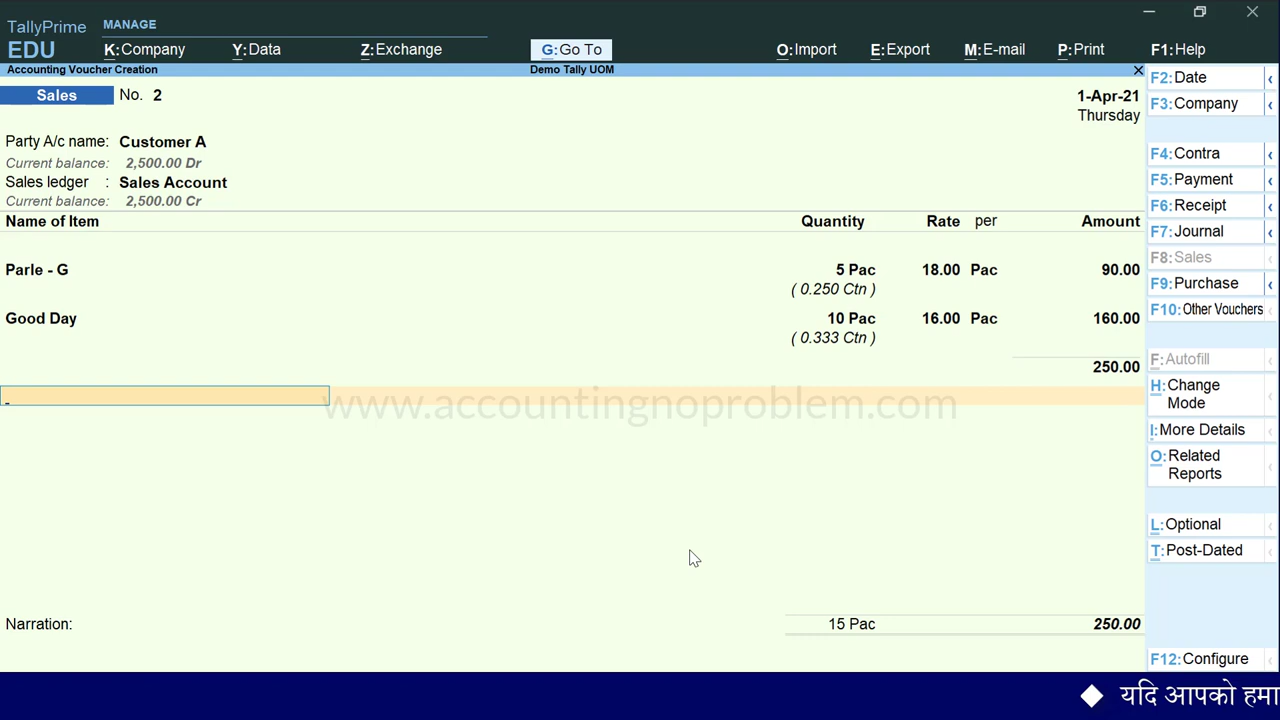 TallyPrime
EDU
MANAGE
K:Company Y:Data Z:Exchange G:Go To O:Import E:Export M:E-mail P:Print F1:Help
Accounting Voucher Creation Demo Tally UOM
Sales No. 2 1-Apr-21
Thursday
Party A/c name: Customer A
Current balance: 2,500.00 Dr
Sales ledger : Sales Account
Current balance: 2,500.00 Cr
Name of Item Quantity Rate per Amount
Parle - G 5 Pac 18.00 Pac 90.00
( 0.250 Ctn )
Good Day 10 Pac 16.00 Pac 160.00
( 0.333 Ctn )
250.00
www.accountingnoproblem.com
Narration: 15 Pac 250.00
F2:Date
F3:Company
F4:Contra
F5:Payment
F6:Receipt
F7:Journal
F8:Sales
F9:Purchase
F10:Other Vouchers
F:Autofill
H:Change
Mode
I:More Details
O:Related
Reports
L:Optional
T:Post-Dated
F12:Configure
यदि आपको हमा